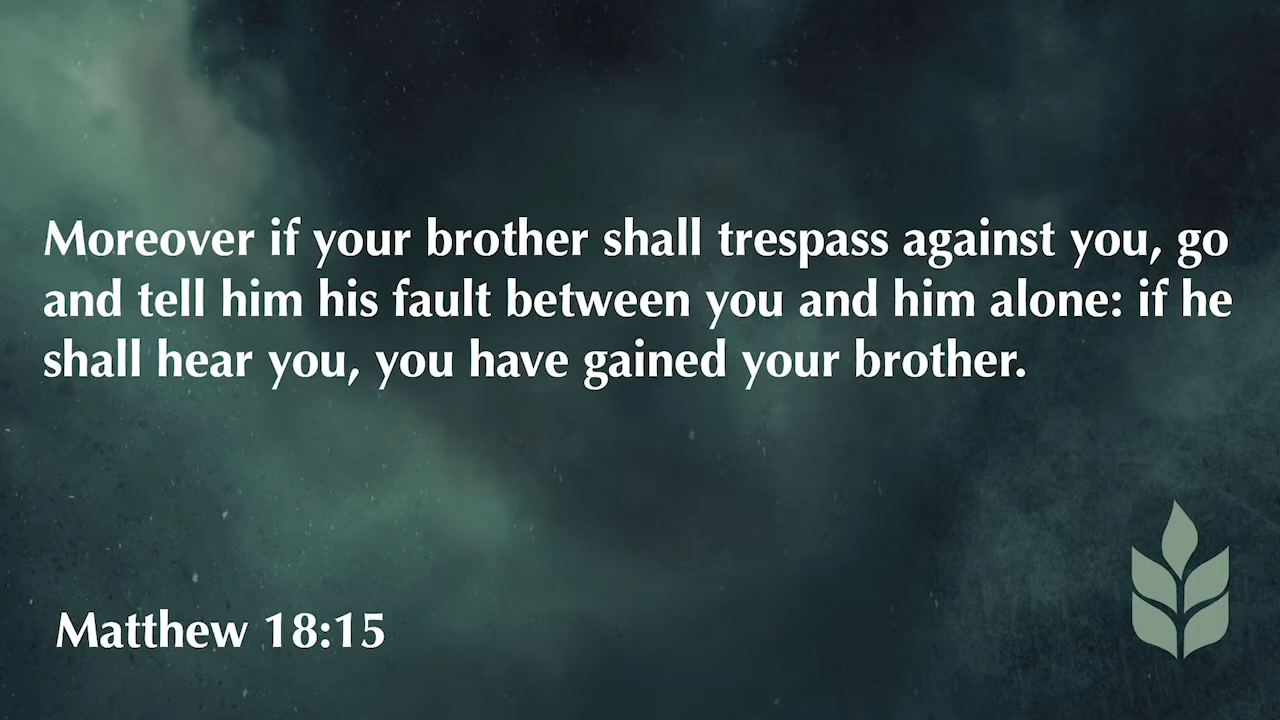 Moreover if your brother shall trespass against you, go
and tell him his fault between you and him alone: if he
shall hear you, you have gained your brother.
Matthew 18:15